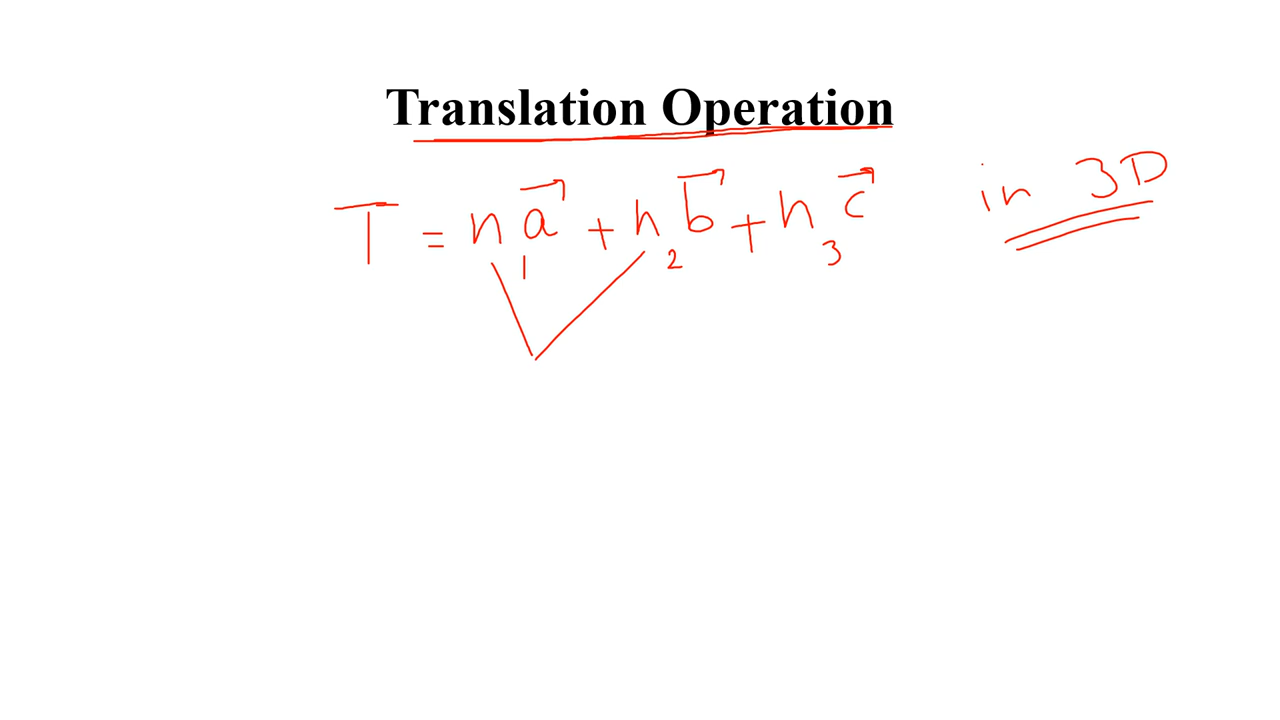 Translation Operation
T = n₁a⃗ + n₂b⃗ + n₃c⃗ in 3D